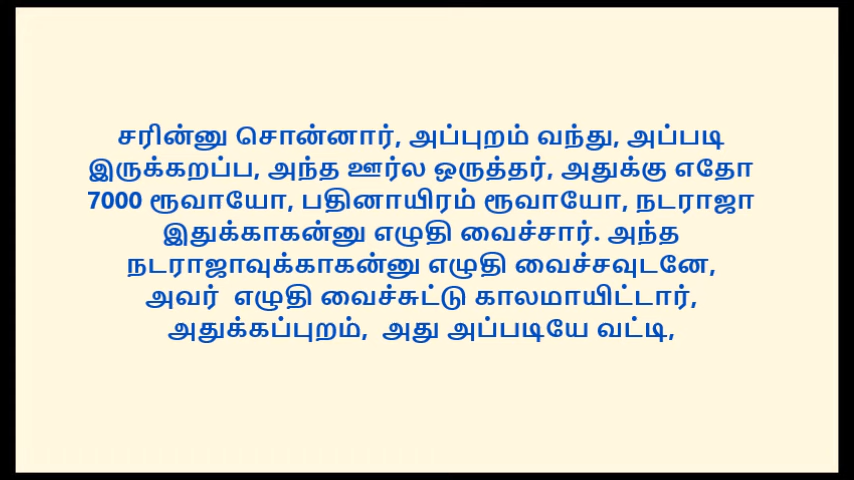 சரின்னு சொன்னார், அப்புறம் வந்து, அப்படி
இருக்கறப்ப, அந்த ஊர்ல ஒருத்தர், அதுக்கு எதோ
7000 ரூவாயோ, பதினாயிரம் ரூவாயோ, நடராஜா
இதுக்காகன்னு எழுதி வைச்சார். அந்த
நடராஜாவுக்காகன்னு எழுதி வைச்சவுடனே,
அவர் எழுதி வைச்சுட்டு காலமாயிட்டார்,
அதுக்கப்புறம், அது அப்படியே வட்டி,